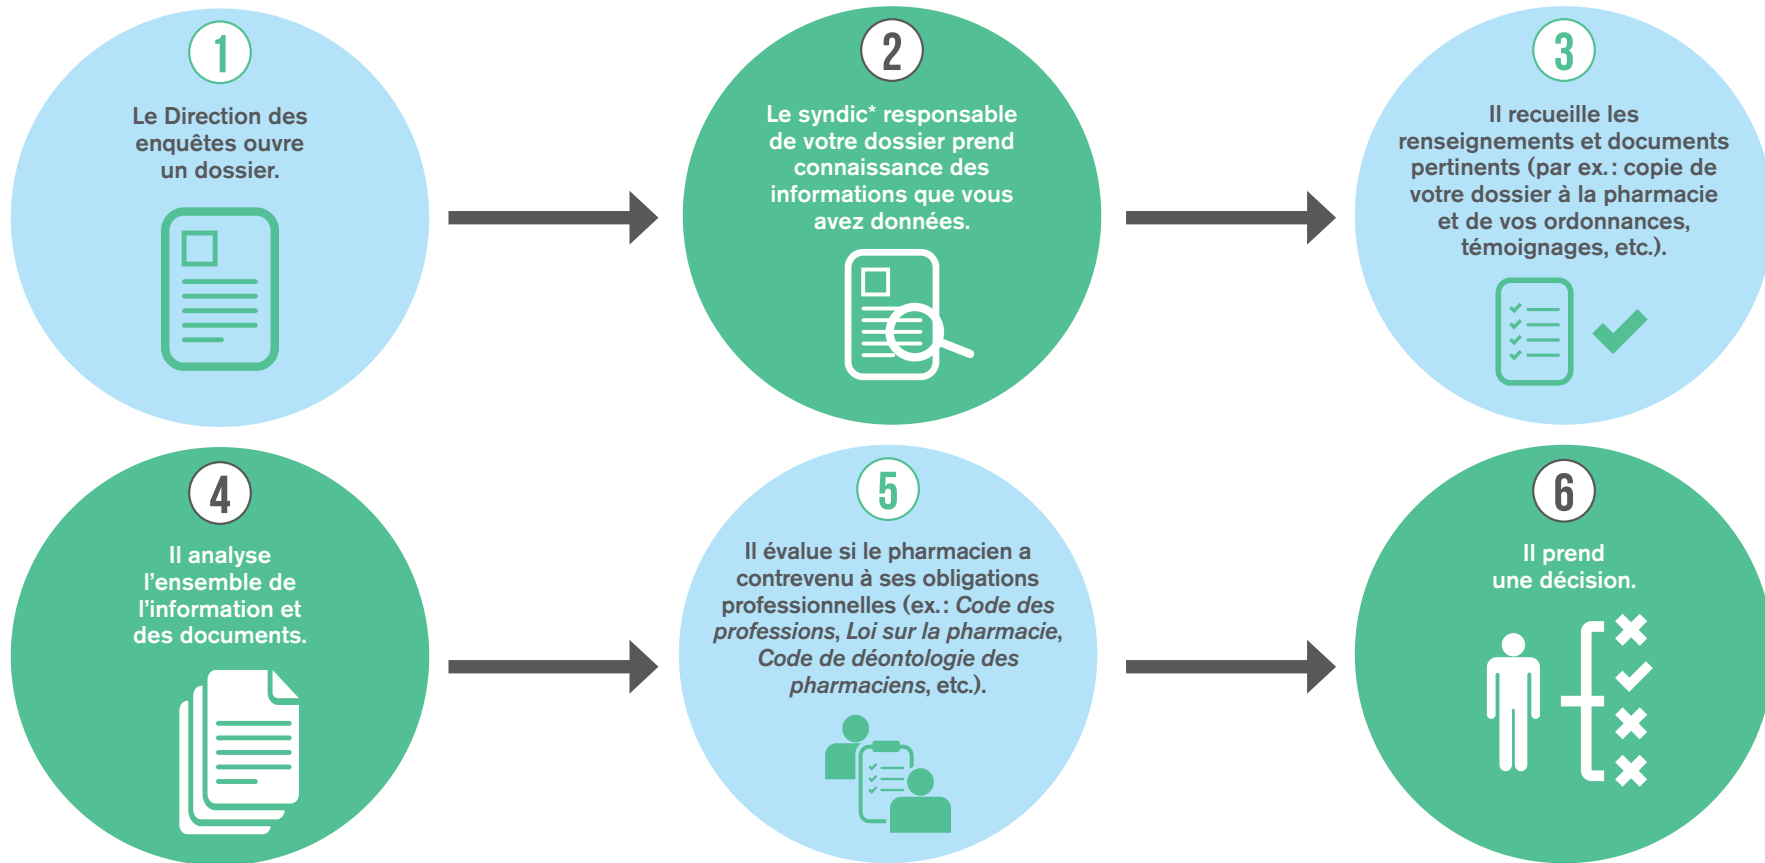 1
Le Direction des
enquêtes ouvre
un dossier.
2
Le syndic* responsable
de votre dossier prend
connaissance des
informations que vous
avez données.
3
Il recueille les
renseignements et documents
pertinents (par ex. : copie de
votre dossier à la pharmacie
et de vos ordonnances,
témoignages, etc.).
4
Il analyse
l’ensemble de
l’information et
des documents.
5
Il évalue si le pharmacien a
contrevenu à ses obligations
professionnelles (ex. : Code des
professions, Loi sur la pharmacie,
Code de déontologie des
pharmaciens, etc.).
6
Il prend
une décision.